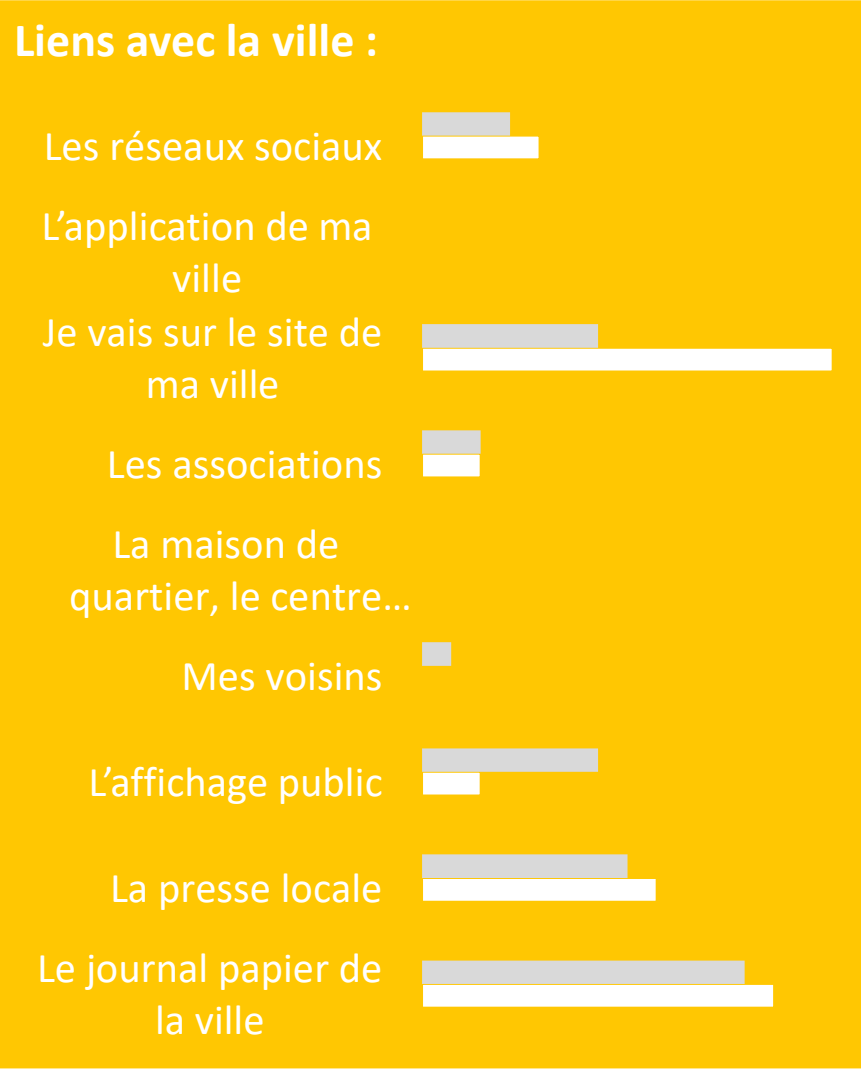 Liens avec la ville :
Les réseaux sociaux
L’application de ma
ville
Je vais sur le site de
ma ville
Les associations
La maison de
quartier, le centre…
Mes voisins
L’affichage public
La presse locale
Le journal papier de
la ville